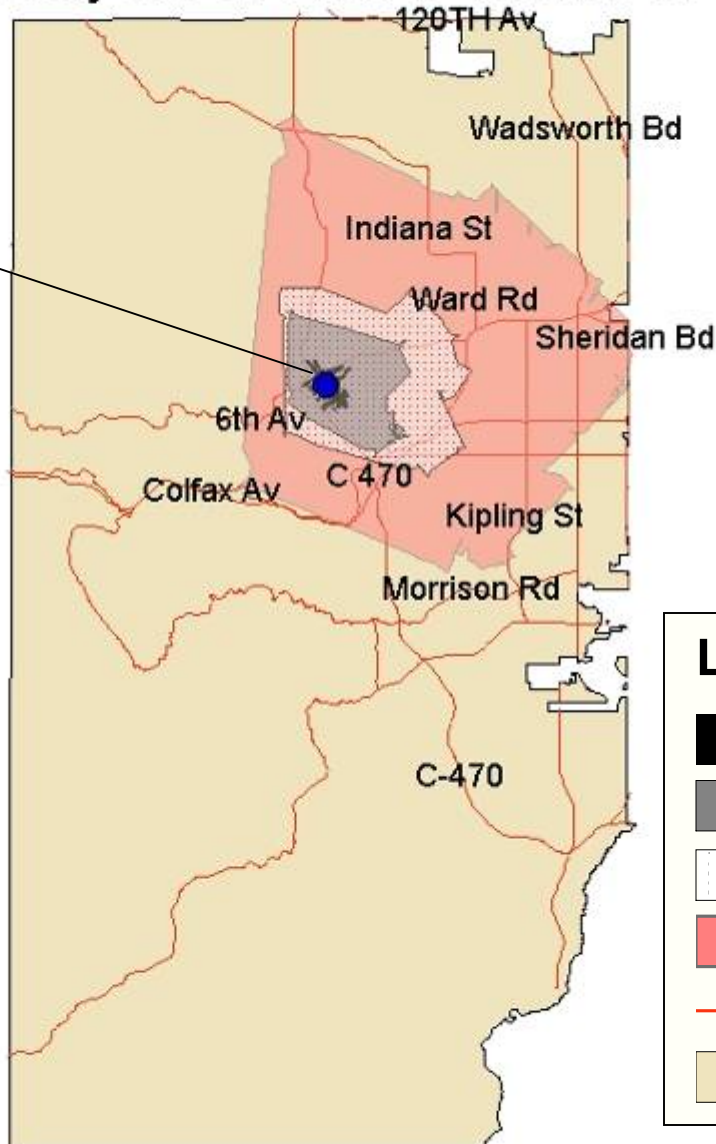 120TH Av
Wadsworth Bd
Indiana St
Ward Rd
Sheridan Bd
6th Av
C 470
Colfax Av
Kipling St
Morrison Rd
L
C-470